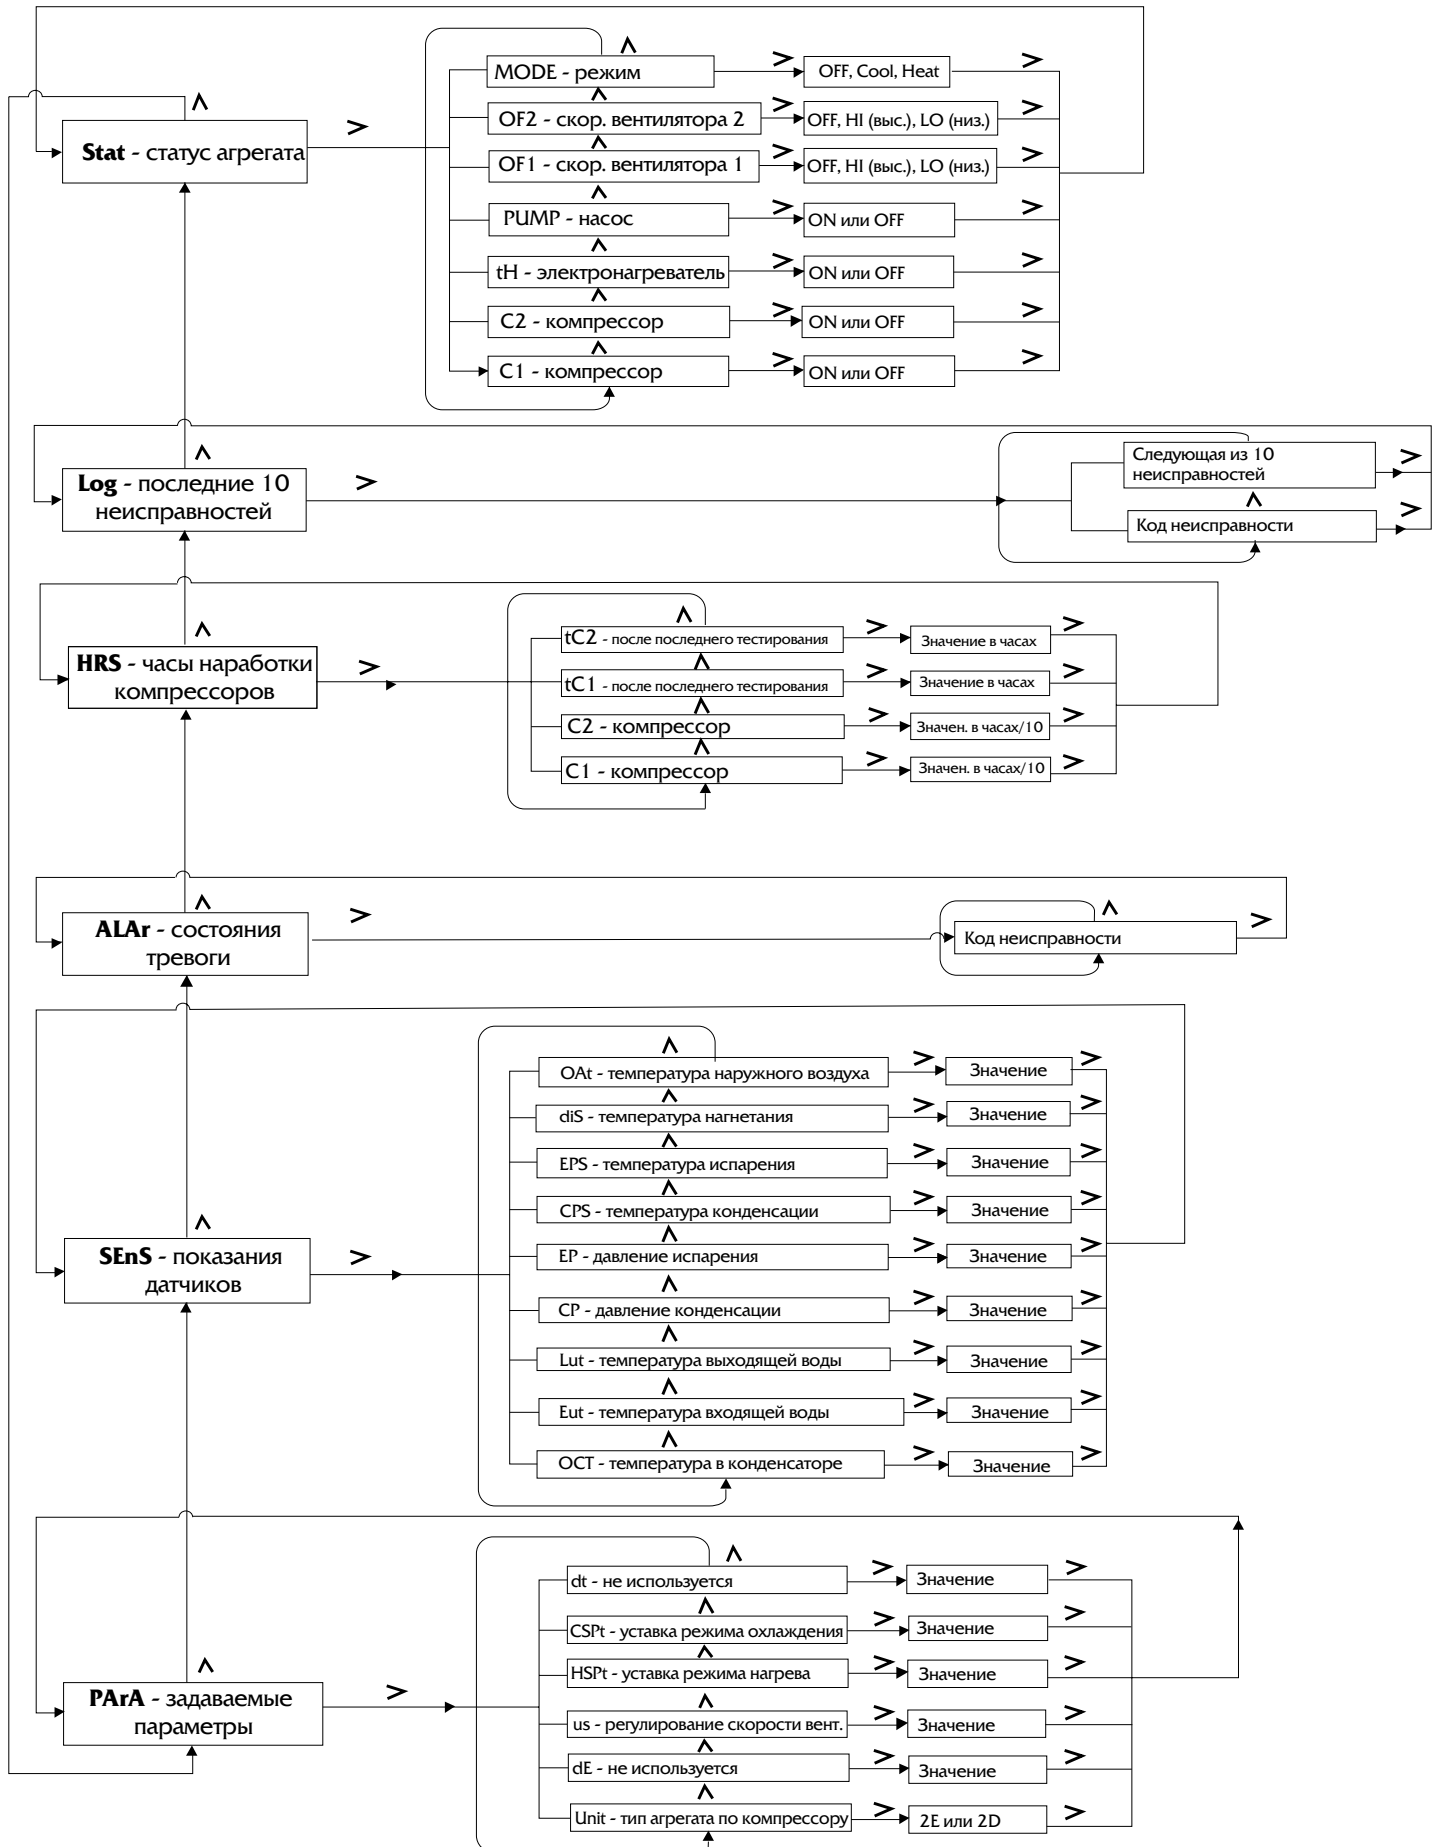 MODE - режим
OFF, Cool, Heat
OF2 - скор. вентилятора 2
OFF, HI (выс.), LO (низ.)
Stat - статус агрегата
OF1 - скор. вентилятора 1
OFF, HI (выс.), LO (низ.)
PUMP - насос
ON или OFF
tH - электронагреватель
ON или OFF
C2 - компрессор
ON или OFF
C1 - компрессор
ON или OFF
Log - последние 10
неисправностей
Следующая из 10
неисправностей
Код неисправности
HRS - часы наработки
компрессоров
tC2 - после последнего тестирования
Значение в часах
tC1 - после последнего тестирования
Значение в часах
C2 - компрессор
Значен. в часах/10
C1 - компрессор
Значен. в часах/10
ALAr - состояния
тревоги
Код неисправности
OAt - температура наружного воздуха
Значение
diS - температура нагнетания
Значение
EPS - температура испарения
Значение
CPS - температура конденсации
Значение
SEnS - показания
датчиков
EP - давление испарения
Значение
CP - давление конденсации
Значение
Lut - температура выходящей воды
Значение
Eut - температура входящей воды
Значение
OCT - температура в конденсаторе
Значение
dt - не используется
Значение
CSPt - уставка режима охлаждения
Значение
HSPt - уставка режима нагрева
Значение
PArA - задаваемые
параметры
us - регулирование скорости вент.
Значение
dE - не используется
Значение
Unit - тип агрегата по компрессору
2E или 2D